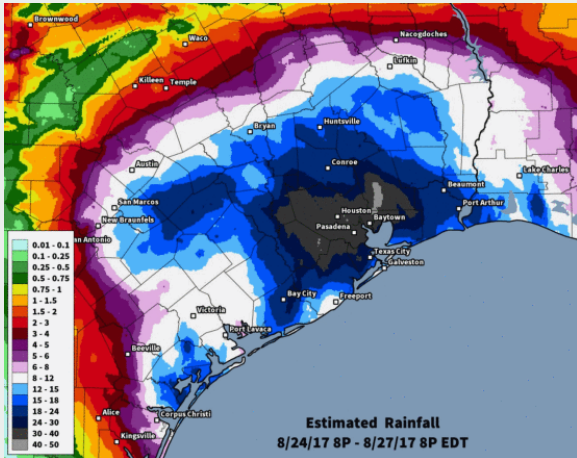 Brownwood
Waco
Nacogdoches
Lufkin
Killeen
Temple
Bryan
Huntsville
Austin
Conroe
Lake Charles
Beaumont
San Marcos
Port Arthur
New Braunfels
Houston
Baytown
Pasadena
San Antonio
Texas City
Galveston
Bay City
Freeport
Victoria
Port Lavaca
Beeville
Alice
Corpus Christi
Kingsville
0.01 - 0.1
0.1 - 0.25
0.25 - 0.5
0.5 - 0.75
0.75 - 1
1 - 1.5
1.5 - 2
2 - 3
3 - 4
4 - 5
5 - 6
6 - 8
8 - 12
12 - 15
15 - 18
18 - 24
24 - 30
30 - 40
40 - 50
Estimated Rainfall
8/24/17 8P - 8/27/17 8P EDT